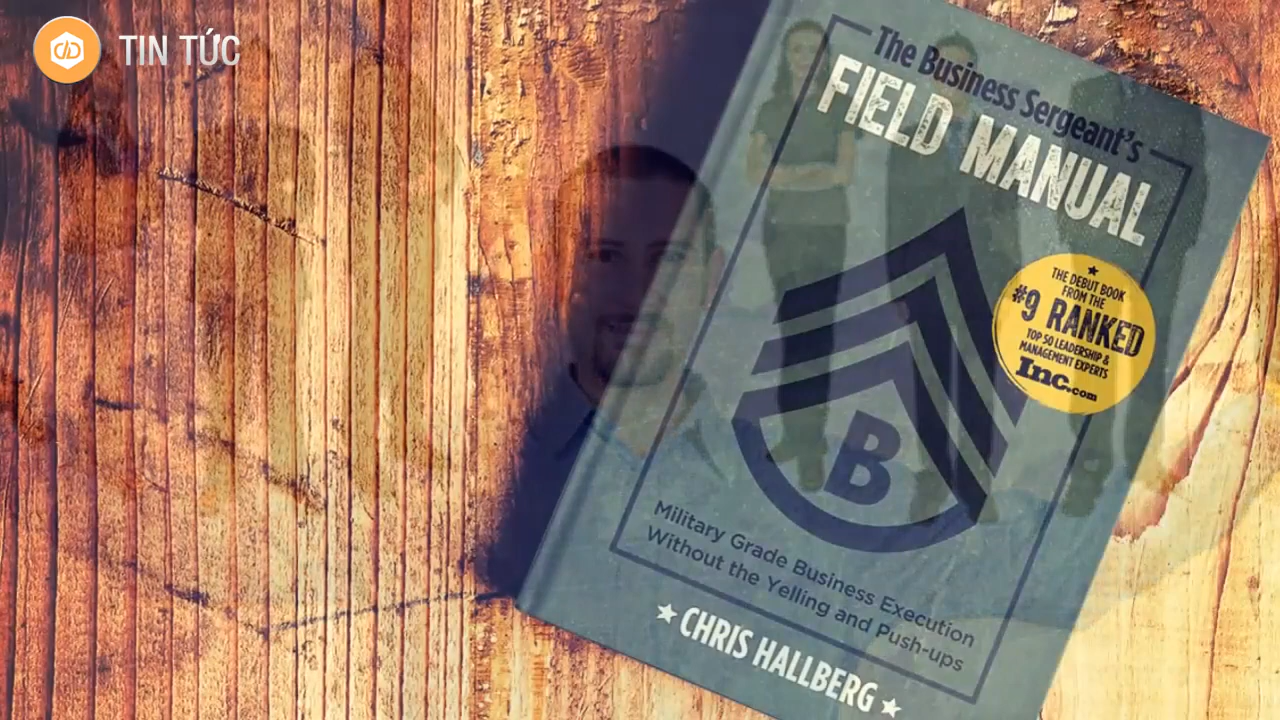 TIN TỨC
The Business Sergeant's
FIELD MANUAL
THE DEBUT BOOK
FROM THE
#9 RANKED
TOP 50 LEADERSHIP &
MANAGEMENT EXPERTS
Inc.com
B
Military Grade Business Execution
Without the Yelling and Push-ups
CHRIS HALLBERG